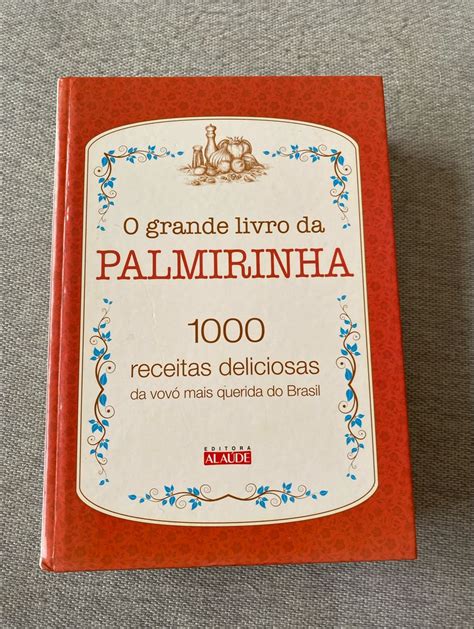 O grande livro da
PALMIRINHA
1000
receitas deliciosas
da vovó mais querida do Brasil
EDITORA
ALAÚDE